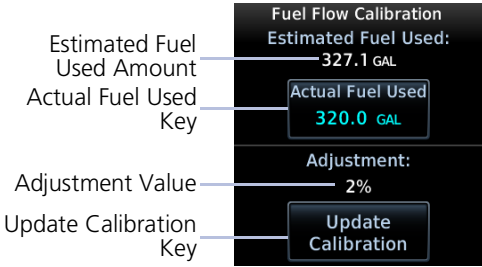 Fuel Flow Calibration
Estimated Fuel Used:
327.1 GAL
Actual Fuel Used
320.0 GAL
Adjustment:
2%
Update
Calibration
Estimated Fuel
Used Amount
Actual Fuel Used
Key
Adjustment Value
Update Calibration
Key